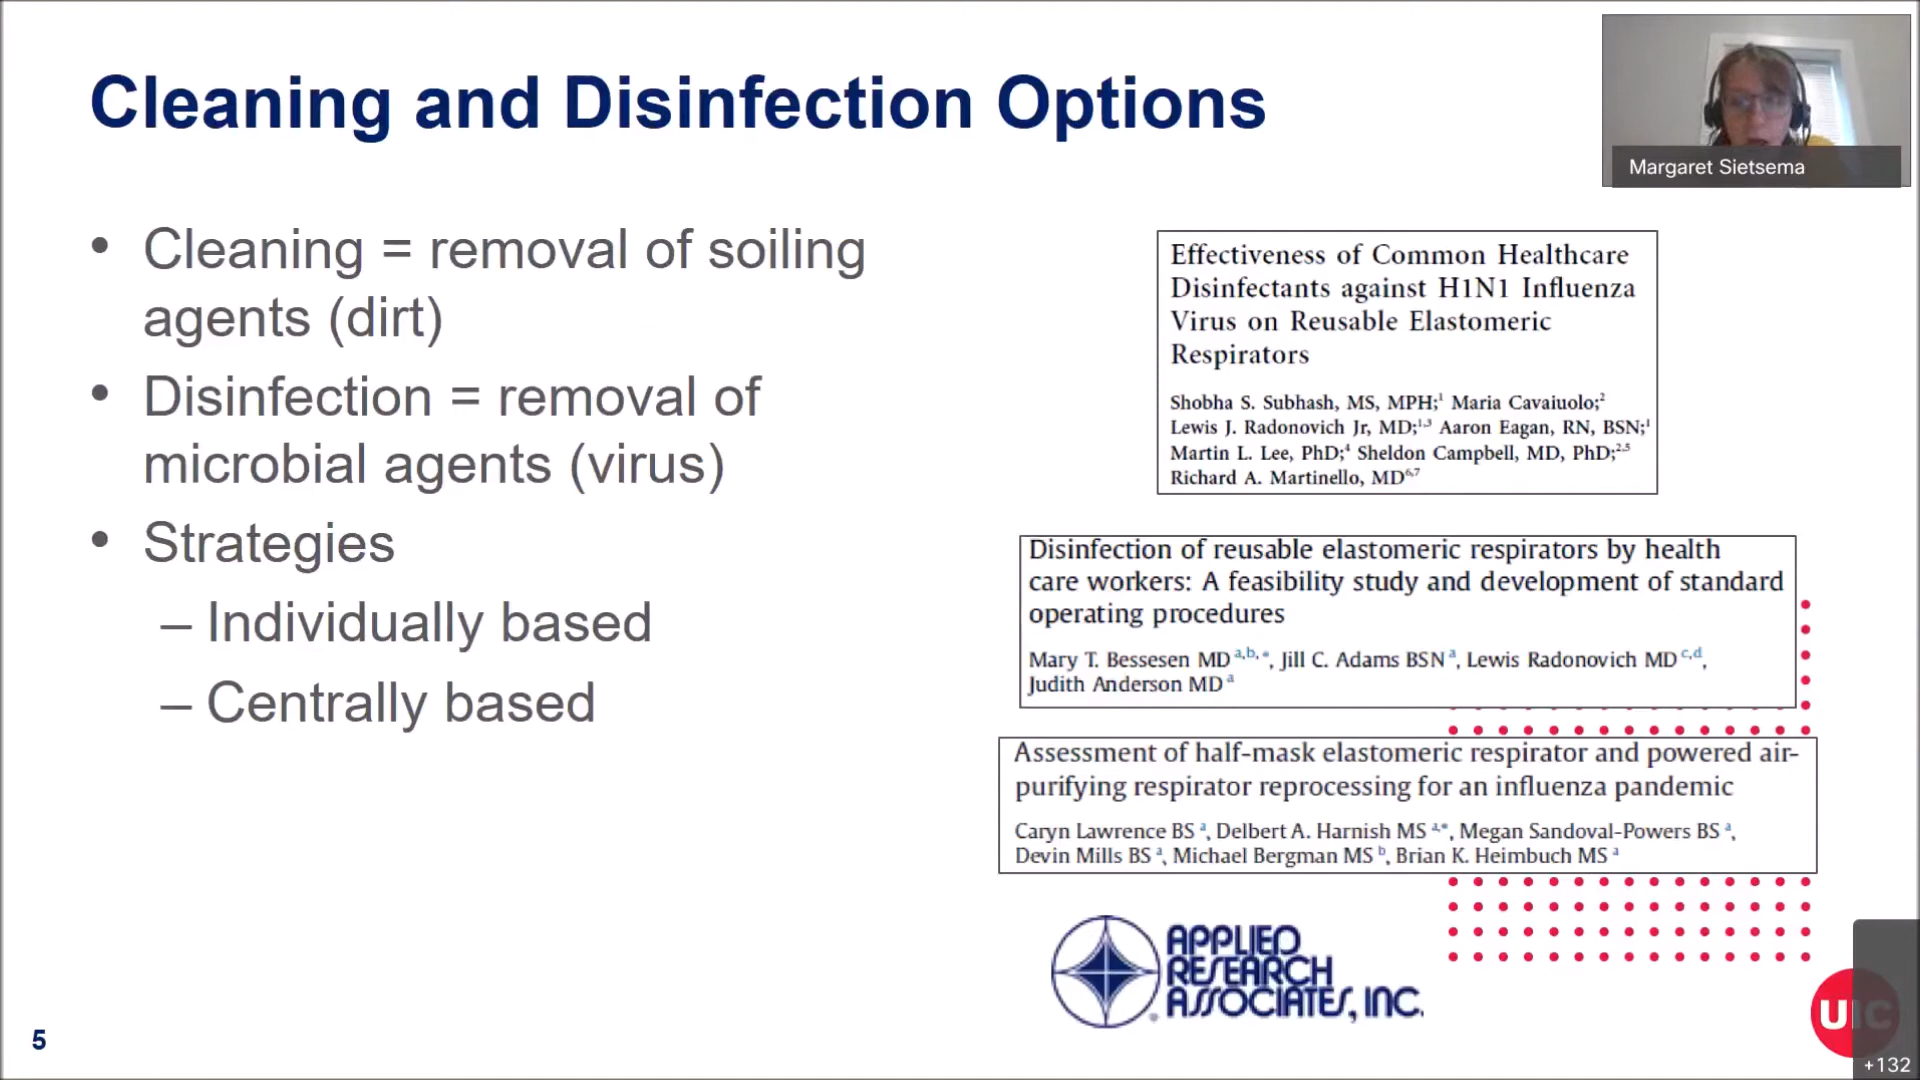 Cleaning and Disinfection Options
Margaret Sietsema
• Cleaning = removal of soiling
agents (dirt)
• Disinfection = removal of
microbial agents (virus)
• Strategies
– Individually based
– Centrally based
Effectiveness of Common Healthcare
Disinfectants against H1N1 Influenza
Virus on Reusable Elastomeric
Respirators
Shobha S. Subhash, MS, MPH;¹ Maria Cavaiuolo;²
Lewis J. Radonovich Jr, MD;¹·³ Aaron Eagan, RN, BSN;¹
Martin L. Lee, PhD;⁴ Sheldon Campbell, MD, PhD;²·⁵
Richard A. Martinello, MD⁶·⁷
Disinfection of reusable elastomeric respirators by health
care workers: A feasibility study and development of standard
operating procedures
Mary T. Bessesen MD a,b,*, Jill C. Adams BSN a, Lewis Radonovich MD c,d,
Judith Anderson MD a
Assessment of half-mask elastomeric respirator and powered air-
purifying respirator reprocessing for an influenza pandemic
Caryn Lawrence BS a, Delbert A. Harnish MS a,*, Megan Sandoval-Powers BS a,
Devin Mills BS a, Michael Bergman MS b, Brian K. Heimbuch MS a
APPLIED
RESEARCH
ASSOCIATES, INC.
®
5
UIC
+132